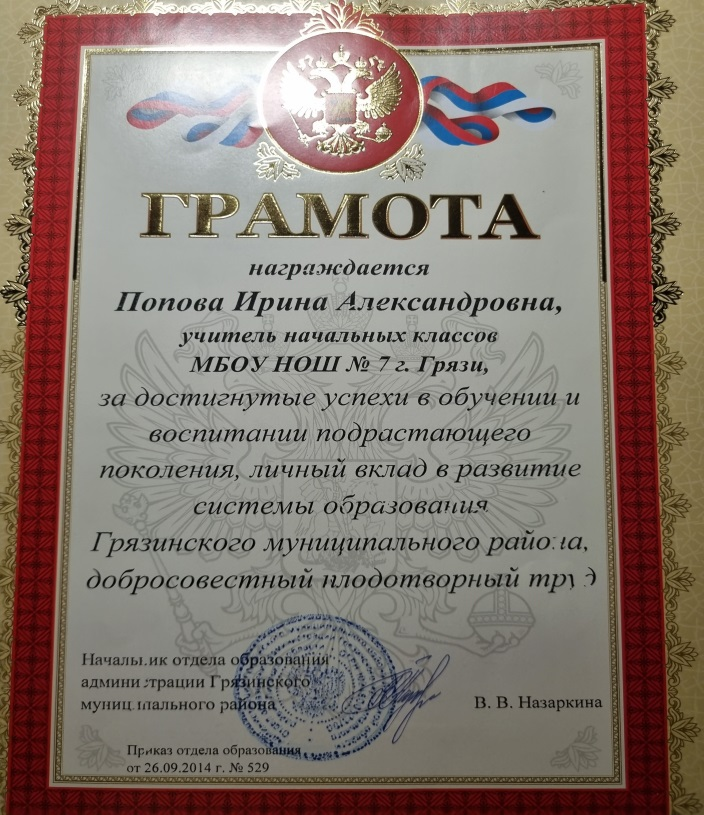 ГРАМОТА
награждается
Попова Ирина Александровна,
учитель начальных классов
МБОУ НОШ № 7 г. Грязи,
за достигнутые успехи в обучении и
воспитании подрастающего
поколения, личный вклад в развитие
системы образования
Грязинского муниципального района,
добросовестный плодотворный труд
Начальник отдела образования
администрации Грязинского
муниципального района
В. В. Назаркина
Приказ отдела образования
от 26.09.2014 г. № 529